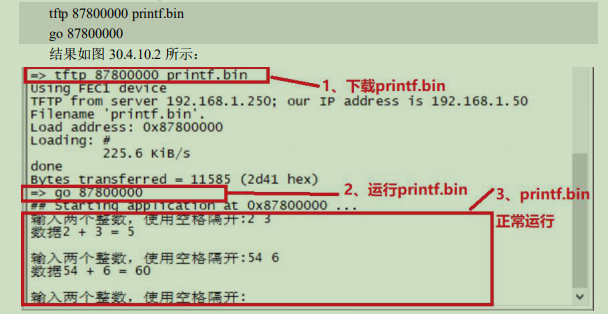 tftp 87800000 printf.bin
go 87800000
结果如图 30.4.10.2 所示：
=> tftp 87800000 printf.bin
1、下载printf.bin
Using FEC1 device
TFTP from server 192.168.1.250; our IP address is 192.168.1.50
Filename 'printf.bin'.
Load address: 0x87800000
Loading: #
225.6 KiB/s
done
Bytes transferred = 11585 (2d41 hex)
=> go 87800000
2、运行printf.bin
3、printf.bin
正常运行
## Starting application at 0x87800000 ...
输入两个整数，使用空格隔开:2 3
数据2 + 3 = 5
输入两个整数，使用空格隔开:54 6
数据54 + 6 = 60
输入两个整数，使用空格隔开: